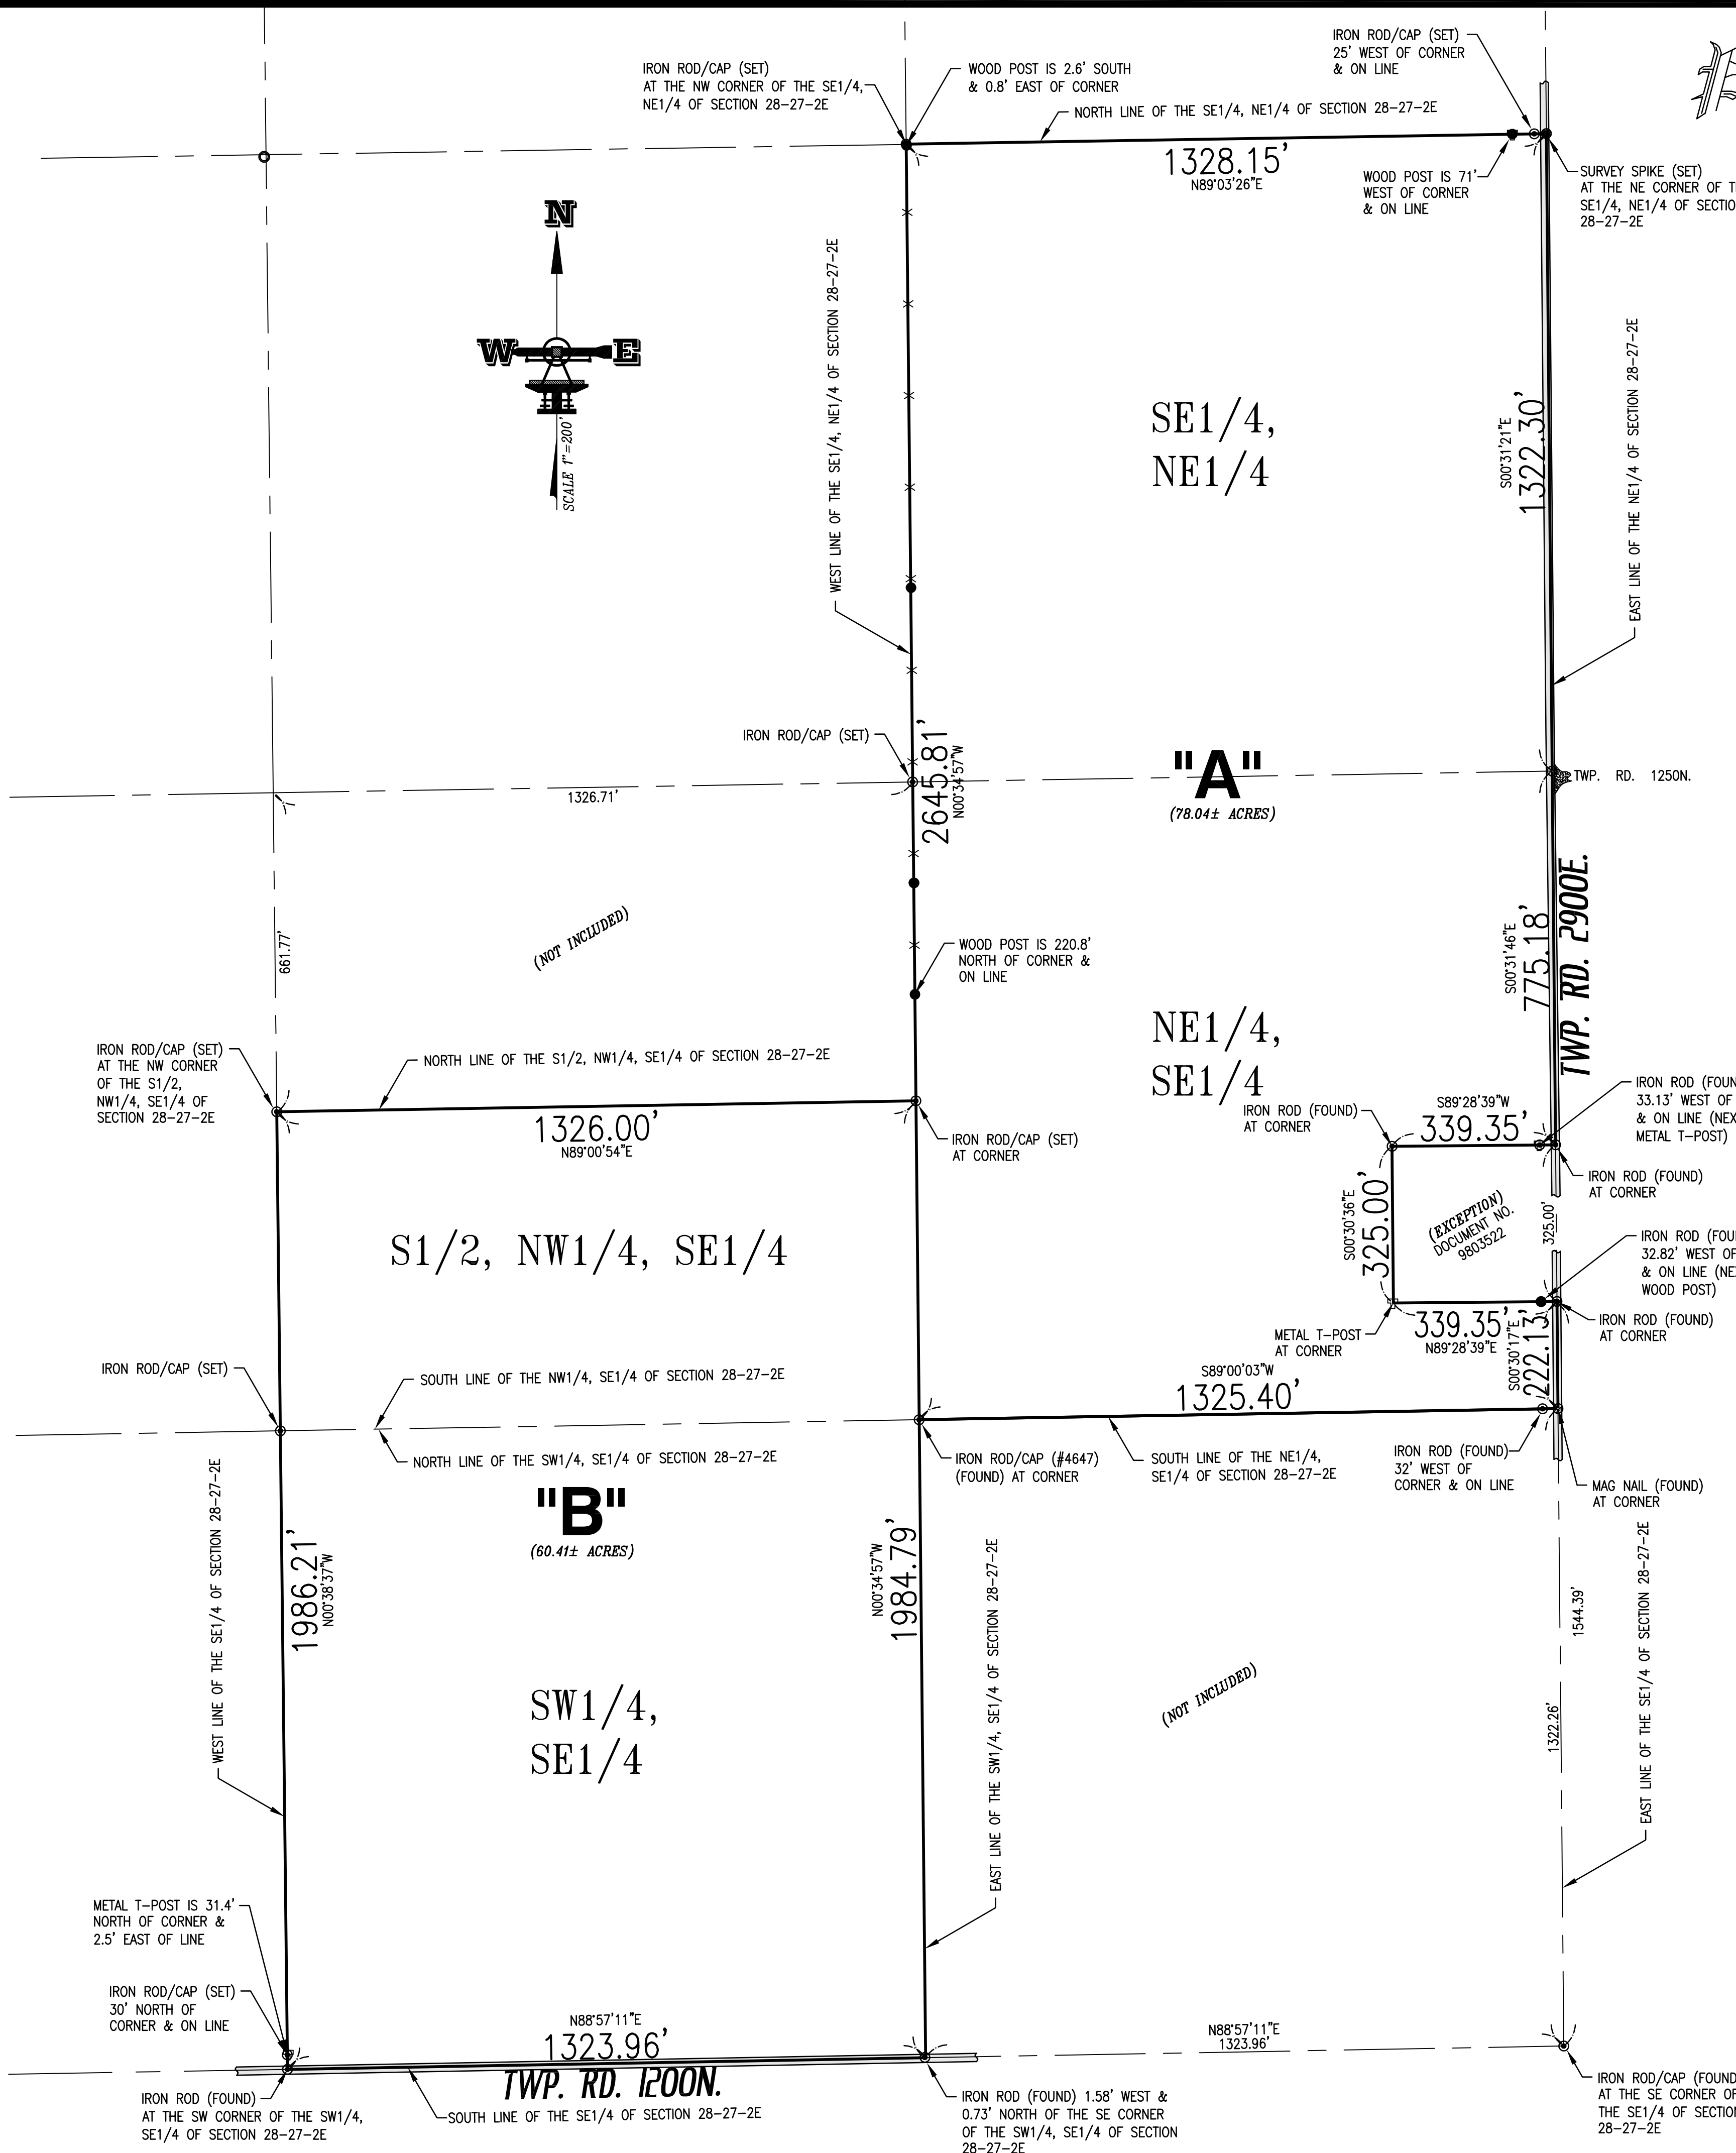 IRON ROD/CAP (SET)
25' WEST OF CORNER
& ON LINE
IRON ROD/CAP (SET)
AT THE NW CORNER OF THE SE1/4,
NE1/4 OF SECTION 28-27-2E
WOOD POST IS 2.6' SOUTH
& 0.8' EAST OF CORNER
NORTH LINE OF THE SE1/4, NE1/4 OF SECTION 28-27-2E
1328.15'
N89°03'26"E
WOOD POST IS 71'
WEST OF CORNER
& ON LINE
SURVEY SPIKE (SET)
AT THE NE CORNER OF
SE1/4, NE1/4 OF
28-27-2E
N
W E
SCALE 1"=200'
WEST LINE OF THE SE1/4, NE1/4 OF SECTION 28-27-2E
SE1/4,
NE1/4
S00°31'21"E
1322.30'
EAST LINE OF THE NE1/4 OF SECTION 28-27-2E
IRON ROD/CAP (SET)
2645.81'
N00°34'57"W
"A"
(78.04± ACRES)
TWP. RD. 1250N.
1326.71'
661.77'
(NOT INCLUDED)
WOOD POST IS 220.8'
NORTH OF CORNER &
ON LINE
S00°31'46"E
775.18'
TWP. RD. 2900E.
NE1/4,
SE1/4
IRON ROD/CAP (SET)
AT THE NW CORNER
OF THE S1/2,
NW1/4, SE1/4 OF
SECTION 28-27-2E
NORTH LINE OF THE S1/2, NW1/4, SE1/4 OF SECTION 28-27-2E
1326.00'
N89°00'54"E
IRON ROD/CAP (SET)
AT CORNER
IRON ROD (FOUND)
AT CORNER
S89°28'39"W
339.35'
IRON ROD
33.13' WEST OF
& ON LINE
METAL T-POST)
IRON ROD (FOUND)
AT CORNER
S00°30'36"E
325.00'
(EXCEPTION)
DOCUMENT NO.
9803522
325.00'
IRON ROD
32.82' WEST
& ON LINE
WOOD POST)
S1/2, NW1/4, SE1/4
METAL T-POST
AT CORNER
339.35'
N89°28'39"E
S00°30'17"E
222.13'
IRON ROD (FOUND)
AT CORNER
IRON ROD/CAP (SET)
SOUTH LINE OF THE NW1/4, SE1/4 OF SECTION 28-27-2E
S89°00'03"W
1325.40'
NORTH LINE OF THE SW1/4, SE1/4 OF SECTION 28-27-2E
IRON ROD/CAP (#4647)
(FOUND) AT CORNER
SOUTH LINE OF THE NE1/4,
SE1/4 OF SECTION 28-27-2E
IRON ROD (FOUND)
32' WEST OF
CORNER & ON LINE
MAG NAIL (FOUND)
AT CORNER
"B"
(60.41± ACRES)
WEST LINE OF THE SE1/4 OF SECTION 28-27-2E
1986.21'
N00°38'37"W
N00°34'57"W
1984.79'
EAST LINE OF THE SW1/4, SE1/4 OF SECTION 28-27-2E
1544.39'
1322.26'
EAST LINE OF THE SE1/4 OF SECTION 28-27-2E
SW1/4,
SE1/4
(NOT INCLUDED)
METAL T-POST IS 31.4'
NORTH OF CORNER &
2.5' EAST OF LINE
IRON ROD/CAP (SET)
30' NORTH OF
CORNER & ON LINE
N88°57'11"E
1323.96'
TWP. RD. 1200N.
N88°57'11"E
1323.96'
IRON ROD (FOUND)
AT THE SW CORNER OF THE SW1/4,
SE1/4 OF SECTION 28-27-2E
SOUTH LINE OF THE SE1/4 OF SECTION 28-27-2E
IRON ROD (FOUND) 1.58' WEST &
0.73' NORTH OF THE SE CORNER
OF THE SW1/4, SE1/4 OF SECTION
28-27-2E
IRON ROD/CAP (FOUND)
AT THE SE CORNER OF
THE SE1/4 OF SECTION
28-27-2E